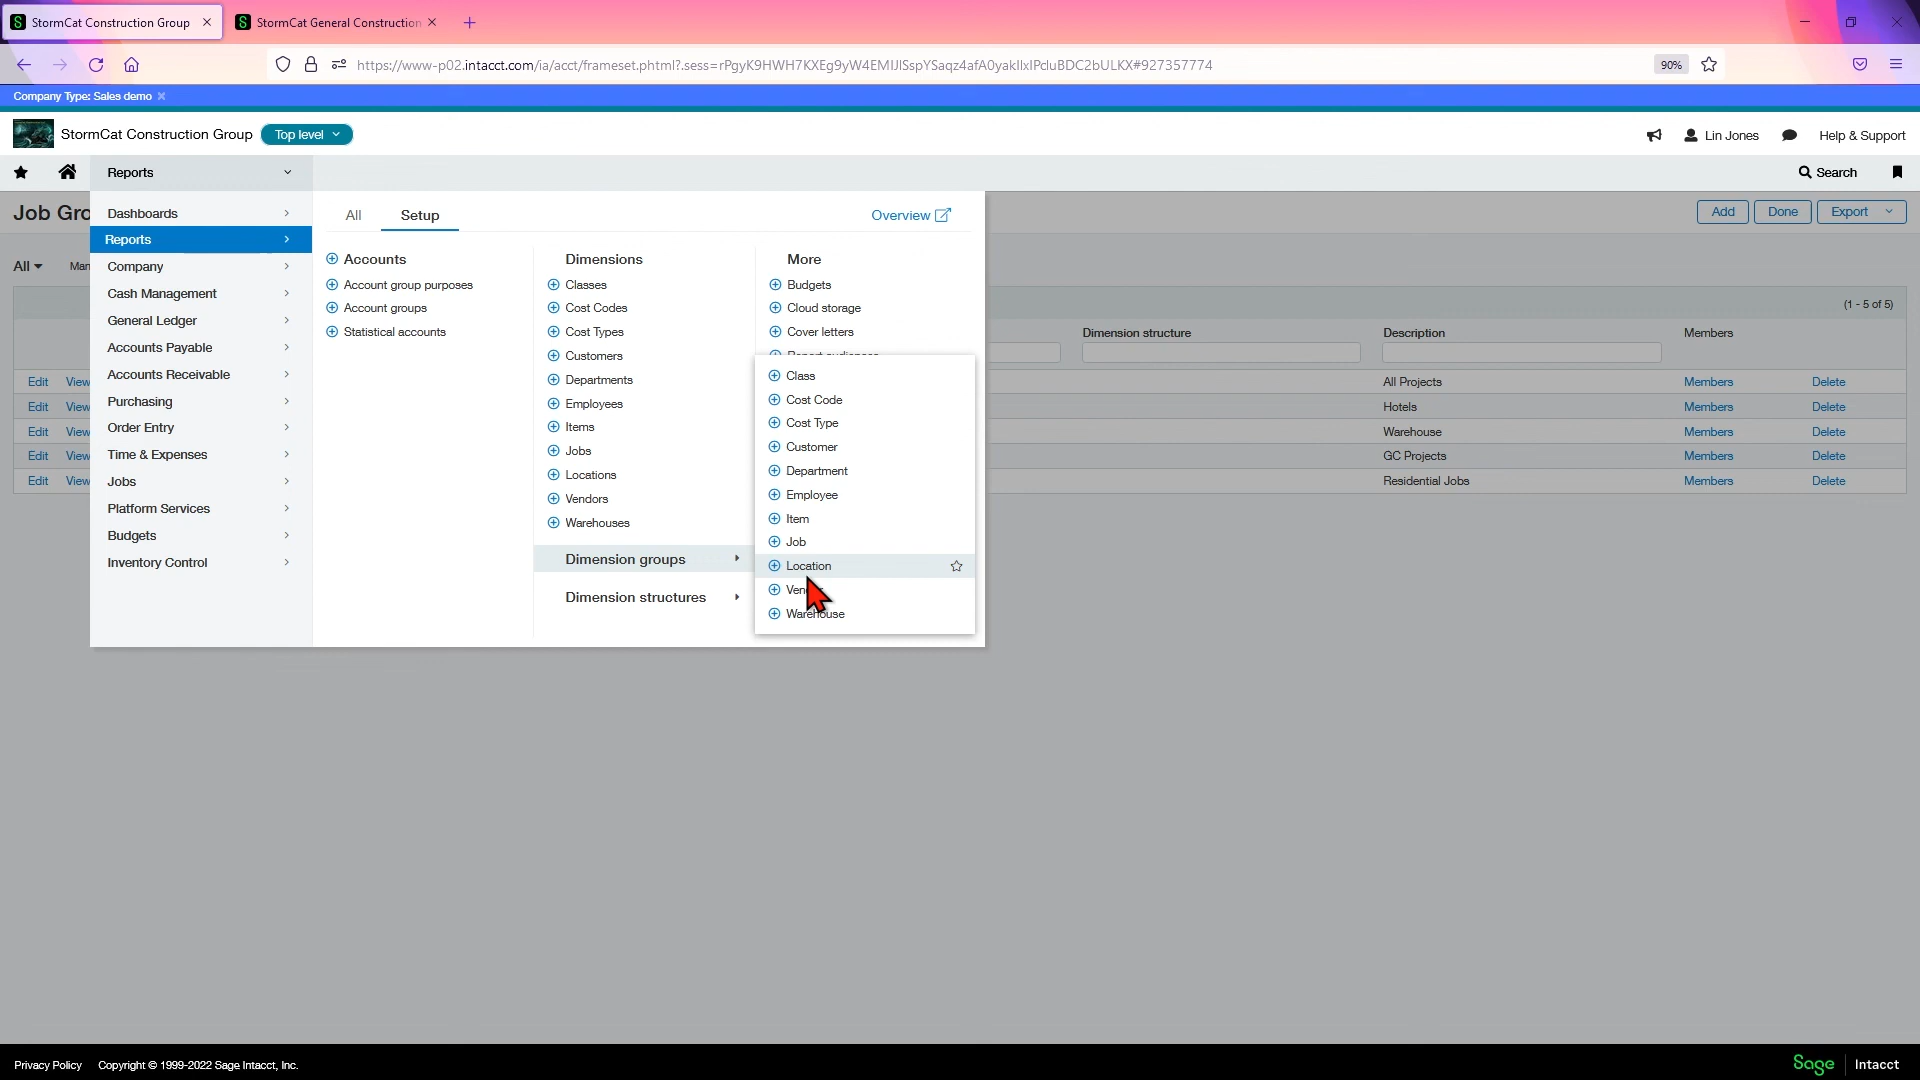 StormCat Construction Group
StormCat General Construction
https://www-p02.intacct.com/ia/acct/frameset.phtml?.sess=rPgyK9HWH7KXEg9yW4EMIJISspYSaqz4afA0yakIlxIPcluBDC2bULKX#927357774
90%
Company Type: Sales demo
StormCat Construction Group
Top level
Lin Jones
Help & Support
Reports
Search
Job Gro
Add
Done
Export
Dashboards
Reports
Company
Cash Management
General Ledger
Accounts Payable
Accounts Receivable
Purchasing
Order Entry
Time & Expenses
Jobs
Platform Services
Budgets
Inventory Control
All
Setup
Overview
Accounts
Account group purposes
Account groups
Statistical accounts
Dimensions
Classes
Cost Codes
Cost Types
Customers
Departments
Employees
Items
Jobs
Locations
Vendors
Warehouses
Dimension groups
Dimension structures
More
Budgets
Cloud storage
Cover letters
Class
Cost Code
Cost Type
Customer
Department
Employee
Item
Job
Location
Warehouse
All
Man
(1 - 5 of 5)
Dimension structure
Description
Members
Edit View All Projects Members Delete
Edit View Hotels Members Delete
Edit View Warehouse Members Delete
Edit View GC Projects Members Delete
Edit View Residential Jobs Members Delete
Privacy Policy
Copyright © 1999-2022 Sage Intacct, Inc.
Sage Intacct